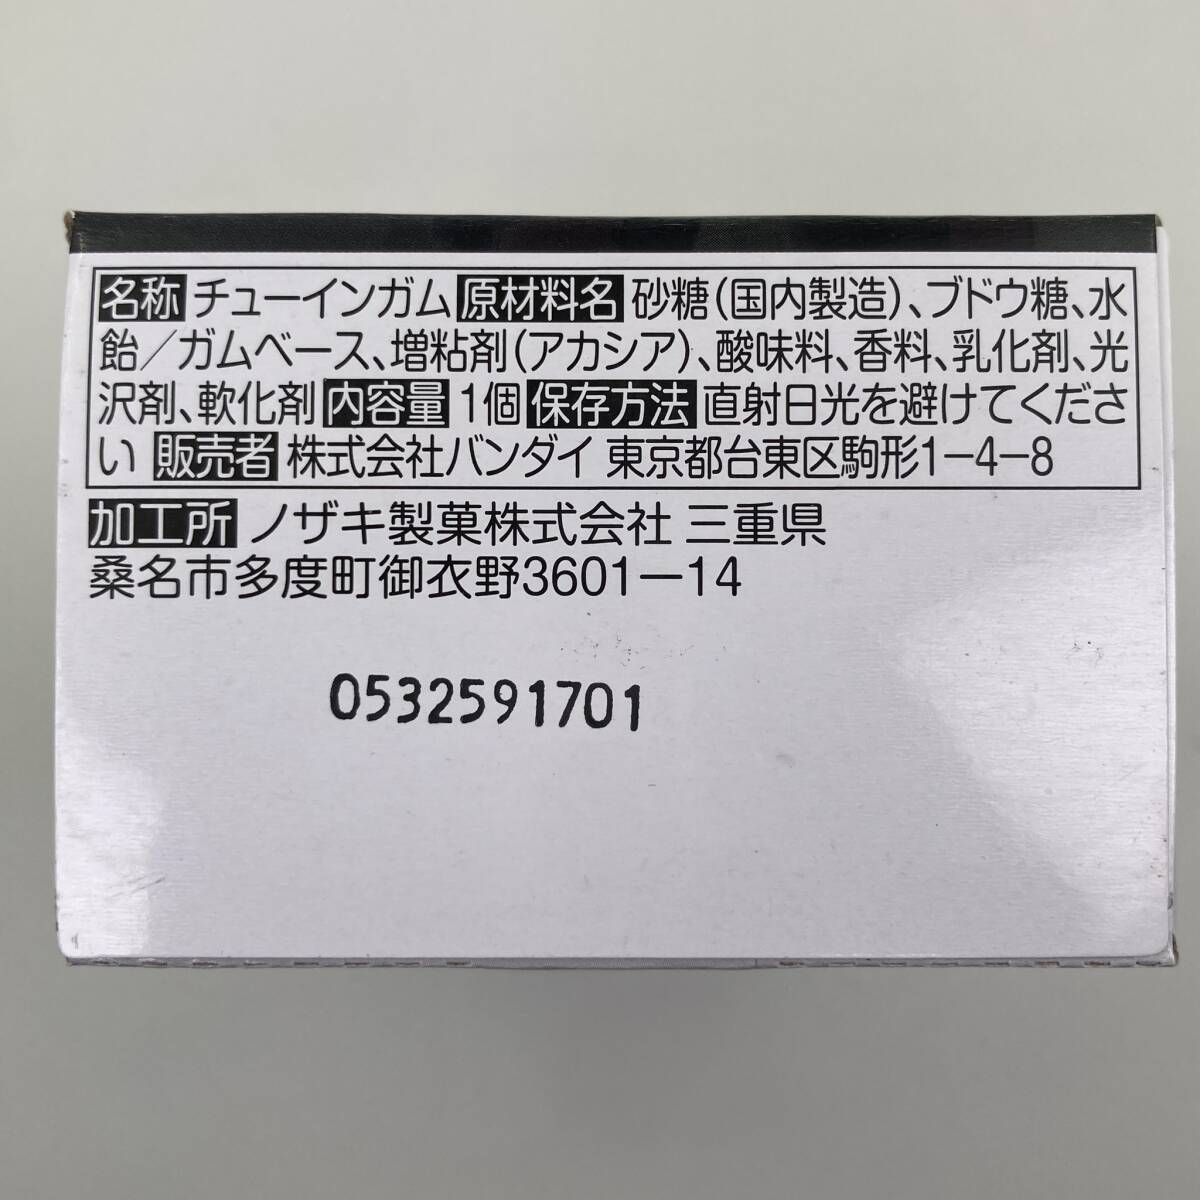 名称 チューインガム 原材料名 砂糖(国内製造)、ブドウ糖、水
飴/ガムベース、増粘剤(アカシア)、酸味料、香料、乳化剤、光
沢剤、軟化剤 内容量 1個 保存方法 直射日光を避けてくださ
い 販売者 株式会社バンダイ 東京都台東区駒形1-4-8
加工所 ノザキ製菓株式会社 三重県
桑名市多度町御衣野3601-14
0532591701